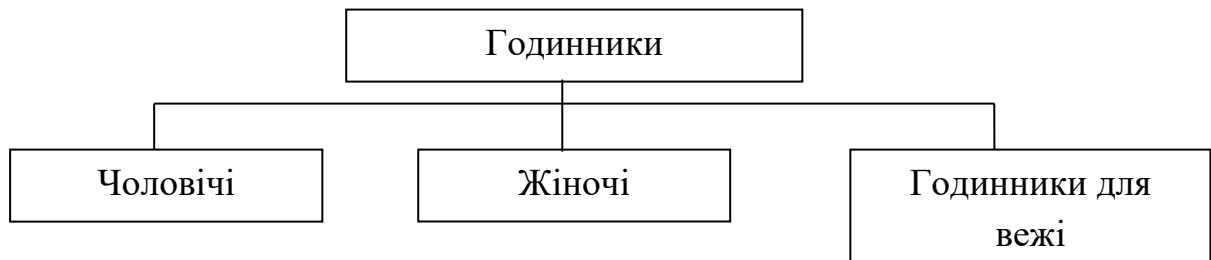 Годинники
Чоловічі
Жіночі
Годинники для
вежі